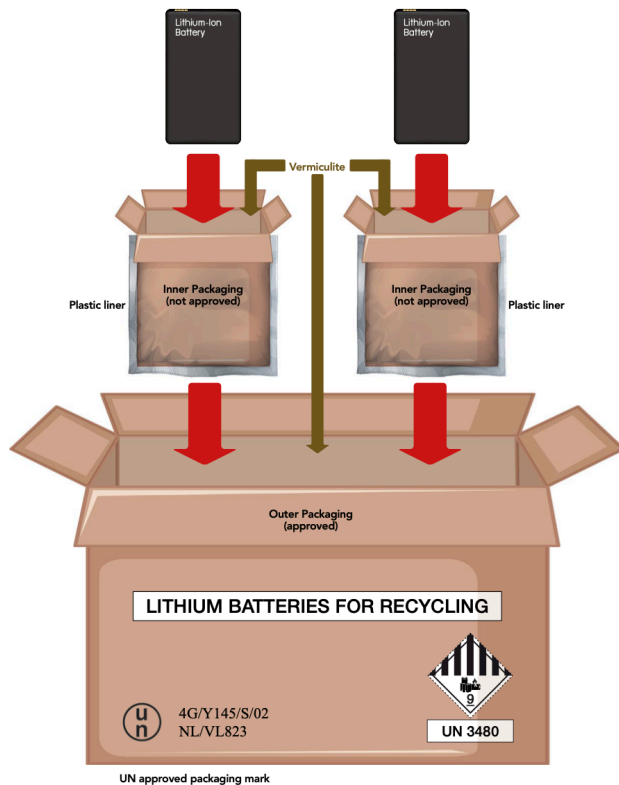 Lithium-Ion
Battery
Lithium-Ion
Battery
Vermiculite
Inner Packaging
(not approved)
Inner Packaging
(not approved)
Plastic liner
Plastic liner
Outer Packaging
(approved)
LITHIUM BATTERIES FOR RECYCLING
9
u
n
4G/Y145/S/02
NL/VL823
UN 3480
UN approved packaging mark